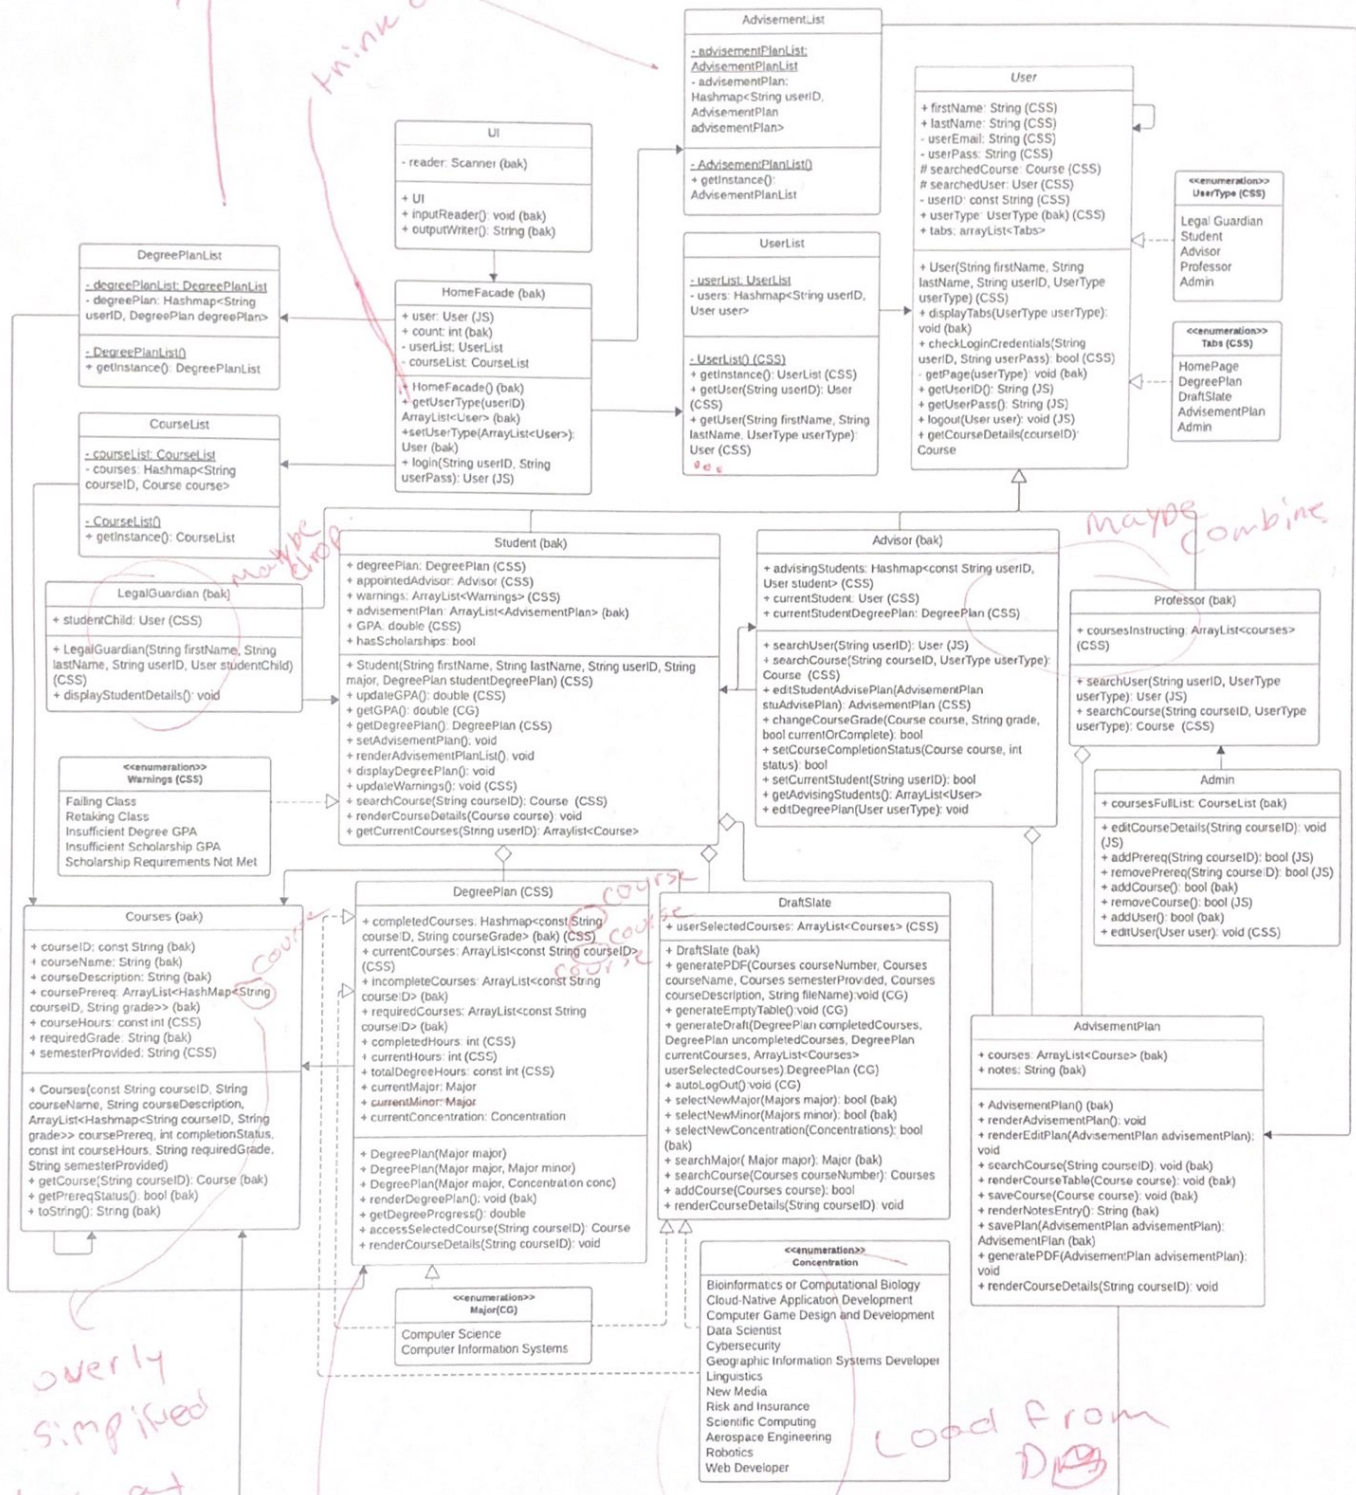 think
AdvisementList
- advisementPlanList:
AdvisementPlanList
- advisementPlan:
Hashmap<String userID,
AdvisementPlan
advisementPlan>
- AdvisementPlanList()
+ getInstance():
AdvisementPlanList
User
+ firstName: String (CSS)
+ lastName: String (CSS)
- userEmail: String (CSS)
- userPass: String (CSS)
# searchedCourse: Course (CSS)
# searchedUser: User (CSS)
- userID: const String (CSS)
+ userType: UserType (bak) (CSS)
+ tabs: arrayList<Tabs>
+ User(String firstName, String
lastName, String userID, UserType
userType) (CSS)
+ displayTabs(UserType userType):
void (bak)
+ checkLoginCredentials(String
userID, String userPass): bool (CSS)
- getPage(userType): void (bak)
+ getUserID(): String (JS)
+ getUserPass(): String (JS)
+ logout(User user): void (JS)
+ getCourseDetails(courseID):
Course
<<enumeration>>
UserType (CSS)
Legal Guardian
Student
Advisor
Professor
Admin
<<enumeration>>
Tabs (CSS)
HomePage
DegreePlan
DraftSlate
AdvisementPlan
Admin
UI
- reader: Scanner (bak)
+ UI
+ inputReader(): void (bak)
+ outputWriter(): String (bak)
UserList
- userList: UserList
- users: Hashmap<String userID,
User user>
- UserList() (CSS)
+ getInstance(): UserList (CSS)
+ getUser(String userID): User
(CSS)
+ getUser(String firstName, String
lastName, UserType userType):
User (CSS)
DegreePlanList
- degreePlanList: DegreePlanList
- degreePlan: Hashmap<String
userID, DegreePlan degreePlan>
- DegreePlanList()
+ getInstance(): DegreePlanList
HomeFacade (bak)
+ user: User (JS)
+ count: int (bak)
- userList: UserList
- courseList: CourseList
+ HomeFacade() (bak)
+ getUserType(userID)
ArrayList<User> (bak)
+setUserType(ArrayList<User>):
User (bak)
+ login(String userID, String
userPass): User (JS)
CourseList
- courseList: CourseList
- courses: Hashmap<String
courseID, Course course>
- CourseList()
+ getInstance(): CourseList
maybe
drop
LegalGuardian (bak)
+ studentChild: User (CSS)
+ LegalGuardian(String firstName, String
lastName, String userID, User studentChild)
(CSS)
+ displayStudentDetails(): void
Student (bak)
+ degreePlan: DegreePlan (CSS)
+ appointedAdvisor: Advisor (CSS)
+ warnings: ArrayList<Warnings> (CSS)
+ advisementPlan: ArrayList<AdvisementPlan> (bak)
+ GPA: double (CSS)
+ hasScholarships: bool
+ Student(String firstName, String lastName, String userID, String
major, DegreePlan studentDegreePlan) (CSS)
+ updateGPA(): double (CSS)
+ getGPA(): double (CG)
+ getDegreePlan(): DegreePlan (CSS)
+ setAdvisementPlan(): void
+ renderAdvisementPlanList(): void
+ displayDegreePlan(): void
+ updateWarnings(): void (CSS)
+ searchCourse(String courseID): Course (CSS)
+ renderCourseDetails(Course course): void
+ getCurrentCourses(String userID): Arraylist<Course>
Advisor (bak)
+ advisingStudents: Hashmap<const String userID,
User student> (CSS)
+ currentStudent: User (CSS)
+ currentStudentDegreePlan: DegreePlan (CSS)
+ searchUser(String userID): User (JS)
+ searchCourse(String courseID, UserType userType):
Course (CSS)
+ editStudentAdvisePlan(AdvisementPlan
stuAdvisePlan): AdvisementPlan (CSS)
+ changeCourseGrade(Course course, String grade,
bool currentOrComplete): bool
+ setCourseCompletionStatus(Course course, int
status): bool
+ setCurrentStudent(String userID): bool
+ getAdvisingStudents(): ArrayList<User>
+ editDegreePlan(User userType): void
maybe
combine
Professor (bak)
+ coursesInstructing: ArrayList<courses>
(CSS)
+ searchUser(String userID, UserType
userType): User (JS)
+ searchCourse(String courseID, UserType
userType): Course (CSS)
Admin
+ coursesFullList: CourseList (bak)
+ editCourseDetails(String courseID): void
(JS)
+ addPrereq(String courseID): bool (JS)
+ removePrereq(String courseID): bool (JS)
+ addCourse(): bool (bak)
+ removeCourse(): bool (JS)
+ addUser(): bool (bak)
+ editUser(User user): void (CSS)
<<enumeration>>
Warnings (CSS)
Failing Class
Retaking Class
Insufficient Degree GPA
Insufficient Scholarship GPA
Scholarship Requirements Not Met
Courses (bak)
+ courseID: const String (bak)
+ courseName: String (bak)
+ courseDescription: String (bak)
+ coursePrereq: ArrayList<HashMap<String
courseID, String grade>> (bak)
+ courseHours: const int (CSS)
+ requiredGrade: String (bak)
+ semesterProvided: String (CSS)
+ Courses(const String courseID, String
courseName, String courseDescription,
ArrayList<Hashmap<String courseID, String
grade>> coursePrereq, int completionStatus,
const int courseHours, String requiredGrade,
String semesterProvided)
+ getCourse(String courseID): Course (bak)
+ getPrereqStatus(): bool (bak)
+ toString(): String (bak)
course
DegreePlan (CSS)
+ completedCourses: Hashmap<const String
courseID, String courseGrade> (bak) (CSS)
+ currentCourses: ArrayList<const String courseID>
(CSS)
+ incompleteCourses: ArrayList<const String
courseID> (bak)
+ requiredCourses: ArrayList<const String
courseID> (bak)
+ completedHours: int (CSS)
+ currentHours: int (CSS)
+ totalDegreeHours: const int (CSS)
+ currentMajor: Major
+ currentMinor: Major
+ currentConcentration: Concentration
+ DegreePlan(Major major)
+ DegreePlan(Major major, Major minor)
+ DegreePlan(Major major, Concentration conc)
+ renderDegreePlan(): void (bak)
+ getDegreeProgress(): double
+ accessSelectedCourse(String courseID): Course
+ renderCourseDetails(String courseID): void
course
course
course
DraftSlate
+ userSelectedCourses: ArrayList<Courses> (CSS)
+ DraftSlate (bak)
+ generatePDF(Courses courseNumber, Courses
courseName, Courses semesterProvided, Courses
courseDescription, String fileName):void (CG)
+ generateEmptyTable():void (CG)
+ generateDraft(DegreePlan completedCourses,
DegreePlan uncompletedCourses, DegreePlan
currentCourses, ArrayList<Courses>
userSelectedCourses):DegreePlan (CG)
+ autoLogOut():void (CG)
+ selectNewMajor(Majors major): bool (bak)
+ selectNewMinor(Majors minor): bool (bak)
+ selectNewConcentration(Concentrations): bool
(bak)
+ searchMajor( Major major): Major (bak)
+ searchCourse(Courses courseNumber): Courses
+ addCourse(Courses course): bool
+ renderCourseDetails(String courseID): void
AdvisementPlan
+ courses: ArrayList<Course> (bak)
+ notes: String (bak)
+ AdvisementPlan() (bak)
+ renderAdvisementPlan(): void
+ renderEditPlan(AdvisementPlan advisementPlan):
void
+ searchCourse(String courseID): void (bak)
+ renderCourseTable(Course course): void (bak)
+ saveCourse(Course course): void (bak)
+ renderNotesEntry(): String (bak)
+ savePlan(AdvisementPlan advisementPlan):
AdvisementPlan (bak)
+ generatePDF(AdvisementPlan advisementPlan):
void
+ renderCourseDetails(String courseID): void
<<enumeration>>
Major(CG)
Computer Science
Computer Information Systems
<<enumeration>>
Concentration
Bioinformatics or Computational Biology
Cloud-Native Application Development
Computer Game Design and Development
Data Scientist
Cybersecurity
Geographic Information Systems Developer
Linguistics
New Media
Risk and Insurance
Scientific Computing
Aerospace Engineering
Robotics
Web Developer
overly
simplified
Load from